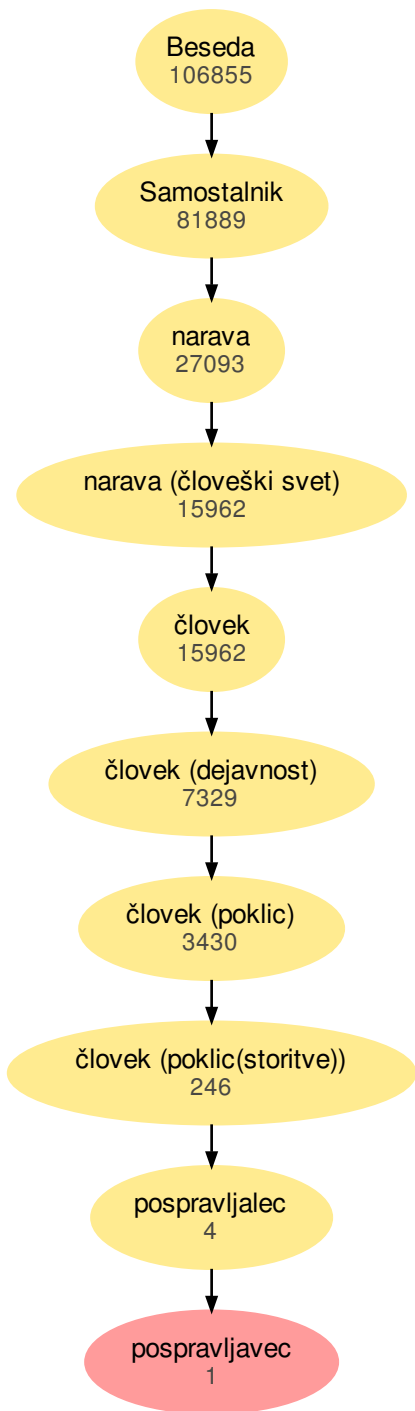 Beseda
106855
Samostalnik
81889
narava
27093
narava (človeški svet)
15962
človek
15962
človek (dejavnost)
7329
človek (poklic)
3430
človek (poklic(storitve))
246
pospravljalec
4
pospravljavec
1